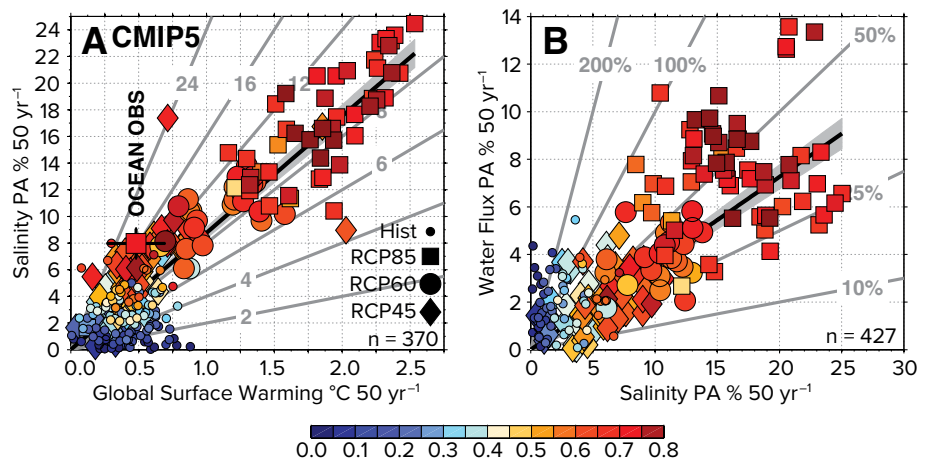 A CMIP5
24
22
20
18
16
14
12
10
8
6
4
2
0
Salinity PA % 50 yr⁻¹
24
16
12
8
6
4
2
OCEAN OBS
Hist
RCP85
RCP60
RCP45
n = 370
0.0 0.5 1.0 1.5 2.0 2.5
Global Surface Warming °C 50 yr⁻¹
B
14
12
10
8
6
4
2
0
Water Flux PA % 50 yr⁻¹
200%
100%
50%
10%
n = 427
0 5 10 15 20 25 30
Salinity PA % 50 yr⁻¹
0.0 0.1 0.2 0.3 0.4 0.5 0.6 0.7 0.8